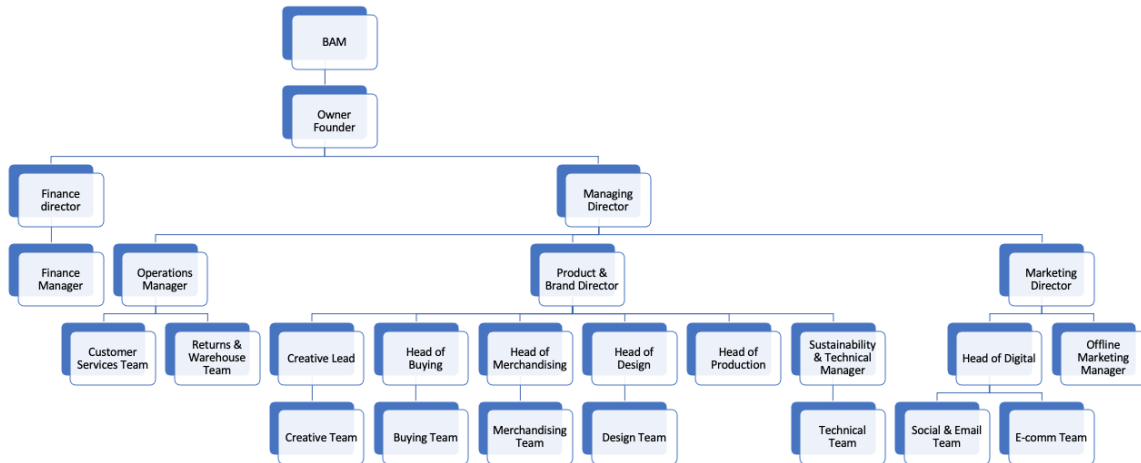 BAM
Owner
Founder
Finance
director
Managing
Director
Finance
Manager
Operations
Manager
Product &
Brand Director
Marketing
Director
Customer
Services Team
Returns &
Warehouse
Team
Creative Lead
Head of
Buying
Head of
Merchandising
Head of
Design
Head of
Production
Sustainability
& Technical
Manager
Head of Digital
Offline
Marketing
Manager
Creative Team
Buying Team
Merchandising
Team
Design Team
Technical
Team
Social & Email
Team
E-comm Team